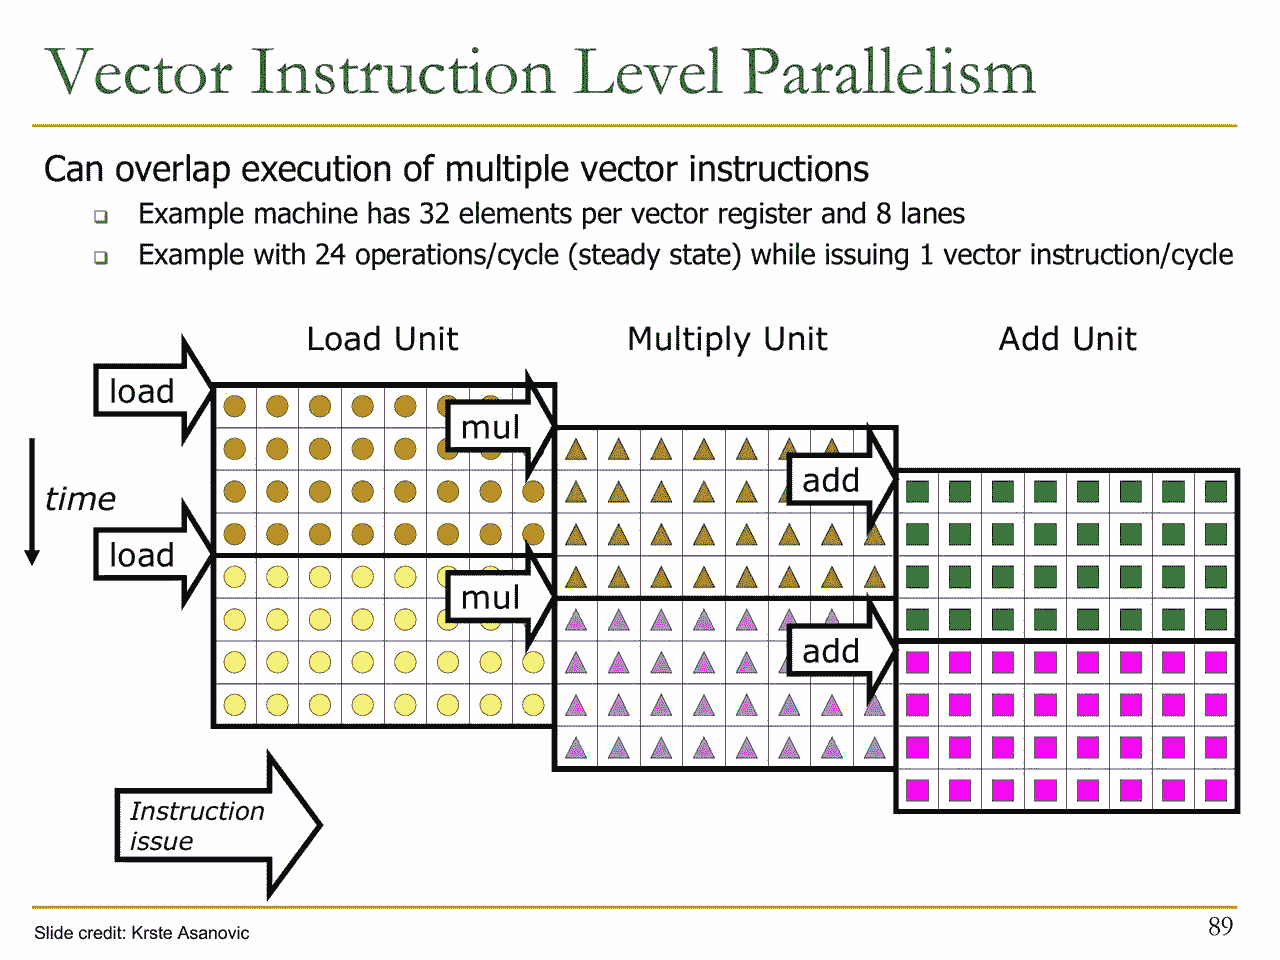 Vector Instruction Level Parallelism
Can overlap execution of multiple vector instructions
Example machine has 32 elements per vector register and 8 lanes
Example with 24 operations/cycle (steady state) while issuing 1 vector instruction/cycle
Load Unit
Multiply Unit
Add Unit
load
mul
add
time
load
mul
add
Instruction
issue
Slide credit: Krste Asanovic
89